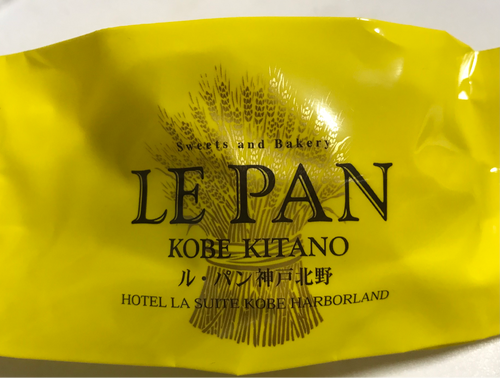 Sweets and Bakery
LE PAN
KOBE KITANO
ル・パン神戸北野
HOTEL LA SUITE KOBE HARBORLAND